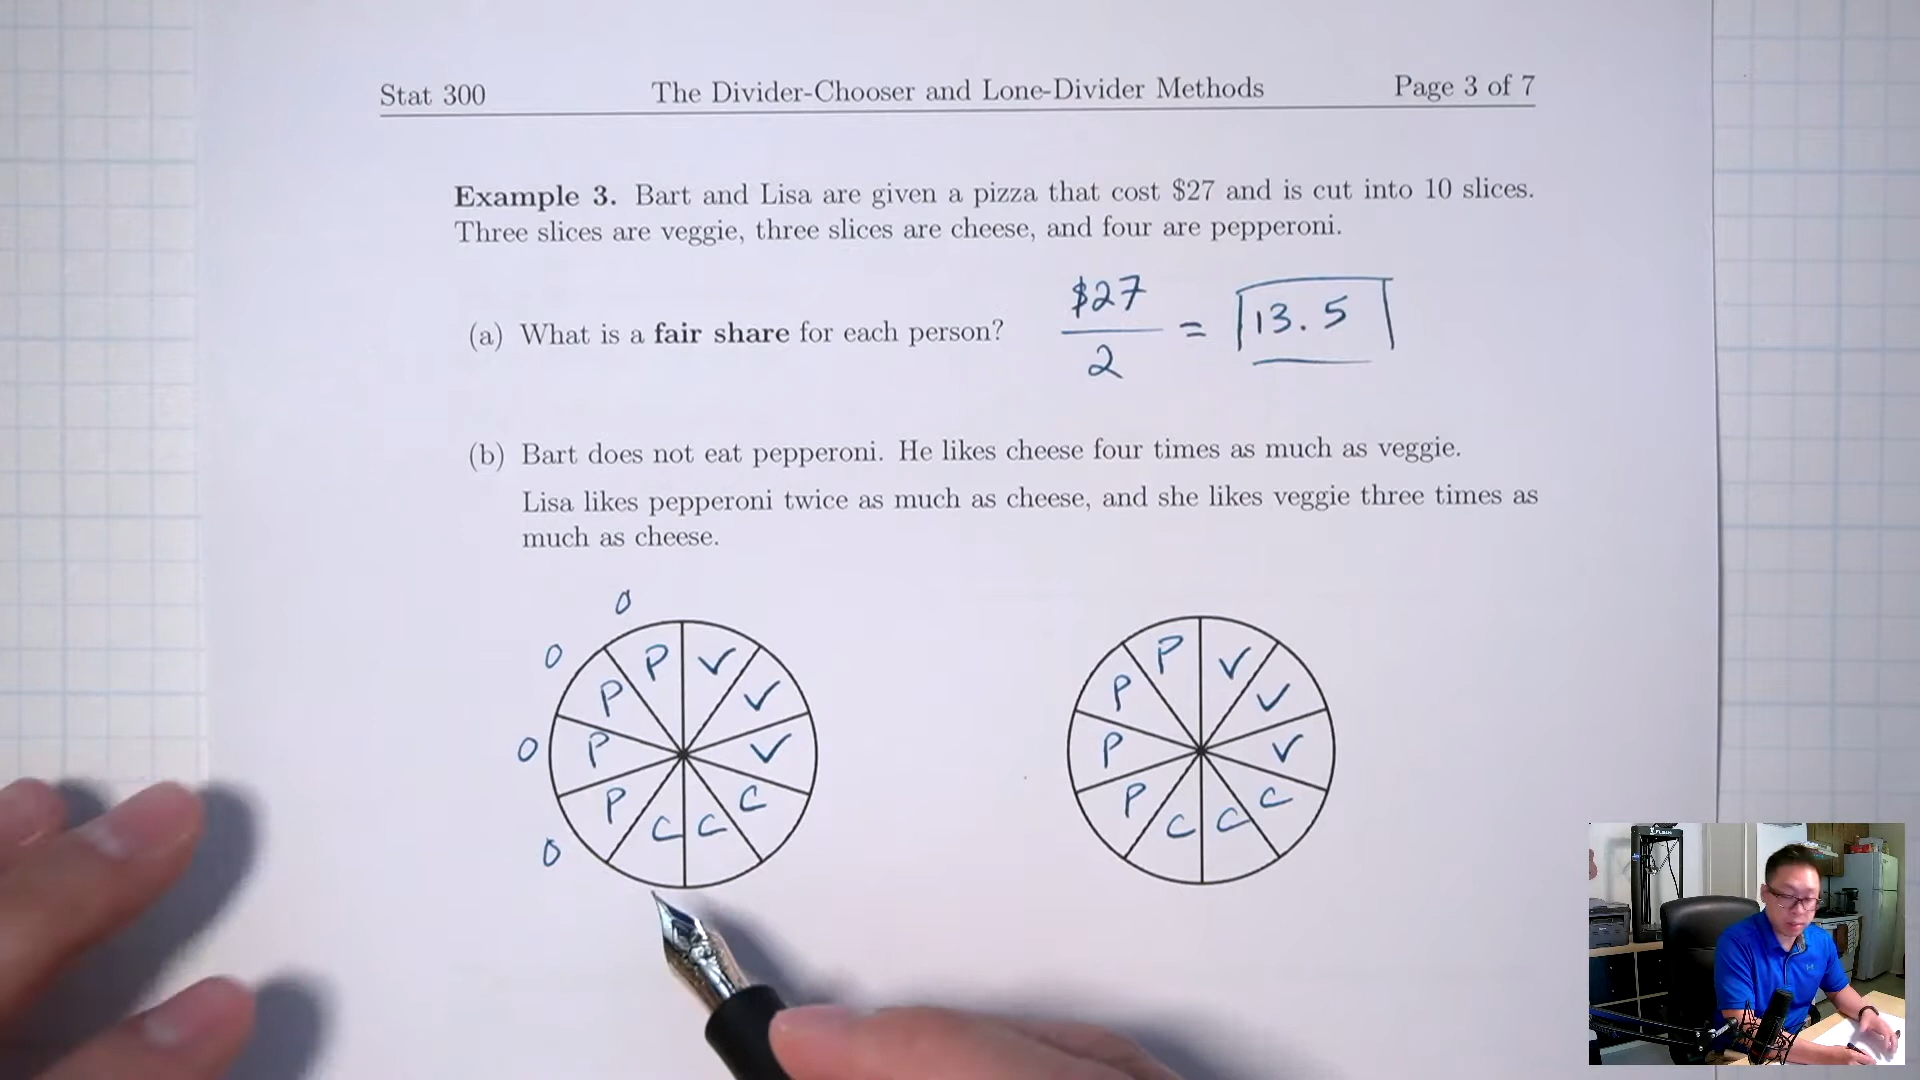 Stat 300 The Divider-Chooser and Lone-Divider Methods Page 3 of 7
Example 3. Bart and Lisa are given a pizza that cost $27 and is cut into 10 slices.
Three slices are veggie, three slices are cheese, and four are pepperoni.
(a) What is a fair share for each person? $27
2
= 13.5
(b) Bart does not eat pepperoni. He likes cheese four times as much as veggie.
Lisa likes pepperoni twice as much as cheese, and she likes veggie three times as
much as cheese.
0
0 P V P V
P V P V
0 P V P V
P C P C
C C C C
0